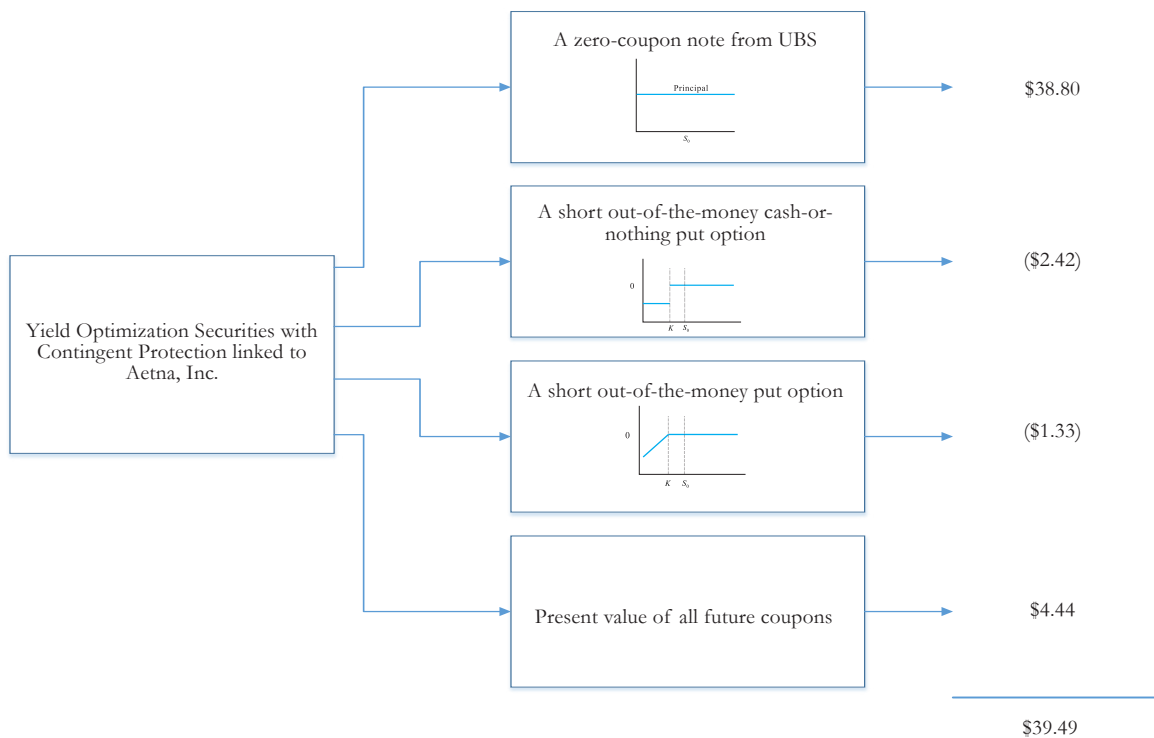 A zero-coupon note from UBS
Principal
S0
$38.80
A short out-of-the-money cash-or-
nothing put option
0
K S0
($2.42)
Yield Optimization Securities with
Contingent Protection linked to
Aetna, Inc.
A short out-of-the-money put option
0
K S0
($1.33)
Present value of all future coupons
$4.44
$39.49